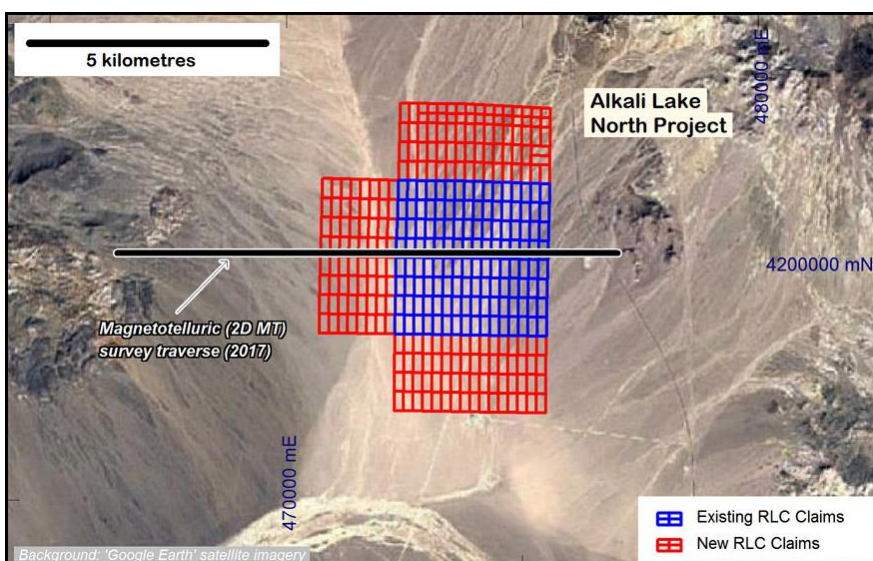 5 kilometres
Alkali Lake
North Project
480000 mE
4200000 mN
Magnetotelluric (2D MT)
survey traverse (2017)
470000 mE
Existing RLC Claims
New RLC Claims
Background: 'Google Earth' satellite imagery